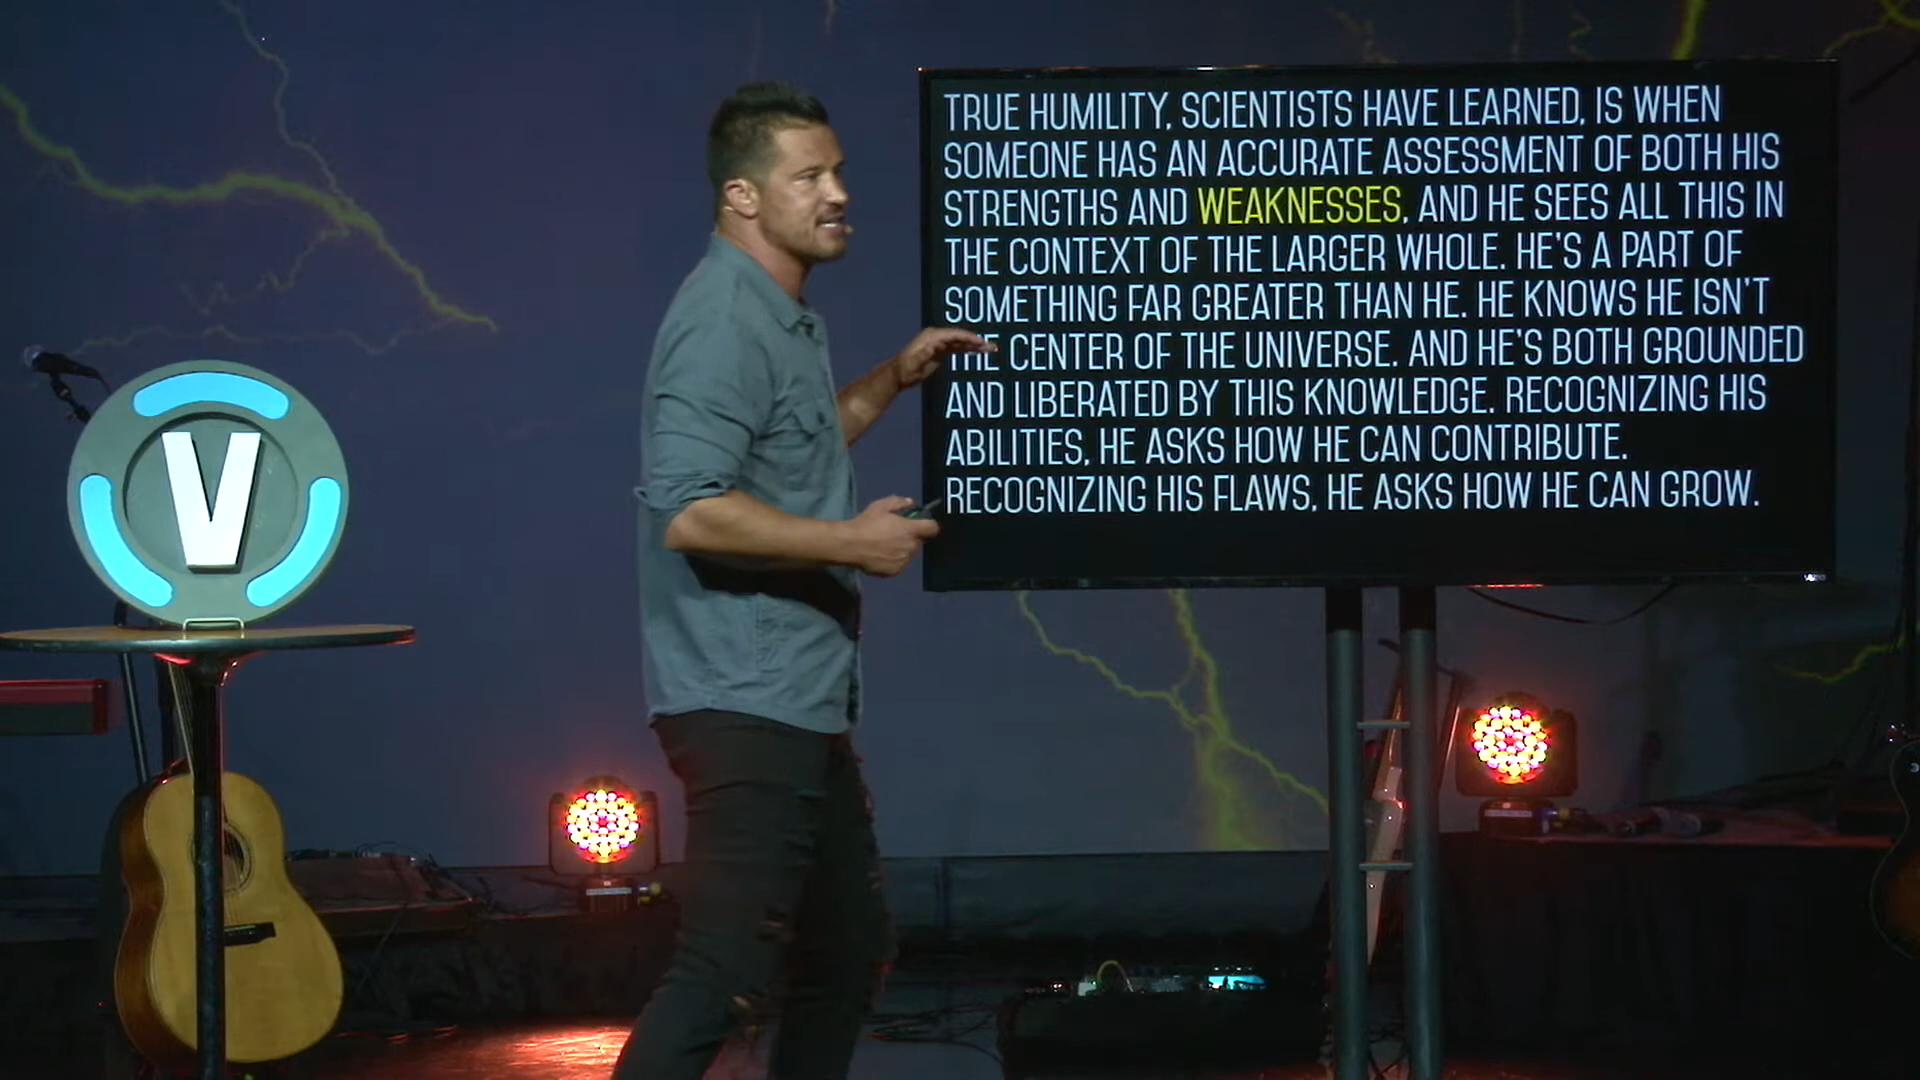 TRUE HUMILITY, SCIENTISTS HAVE LEARNED, IS WHEN
SOMEONE HAS AN ACCURATE ASSESSMENT OF BOTH HIS
STRENGTHS AND WEAKNESSES, AND HE SEES ALL THIS IN
THE CONTEXT OF THE LARGER WHOLE. HE'S A PART OF
SOMETHING FAR GREATER THAN HE. HE KNOWS HE ISN'T
THE CENTER OF THE UNIVERSE. AND HE'S BOTH GROUNDED
AND LIBERATED BY THIS KNOWLEDGE. RECOGNIZING HIS
ABILITIES, HE ASKS HOW HE CAN CONTRIBUTE.
RECOGNIZING HIS FLAWS, HE ASKS HOW HE CAN GROW.
VIZIO
V